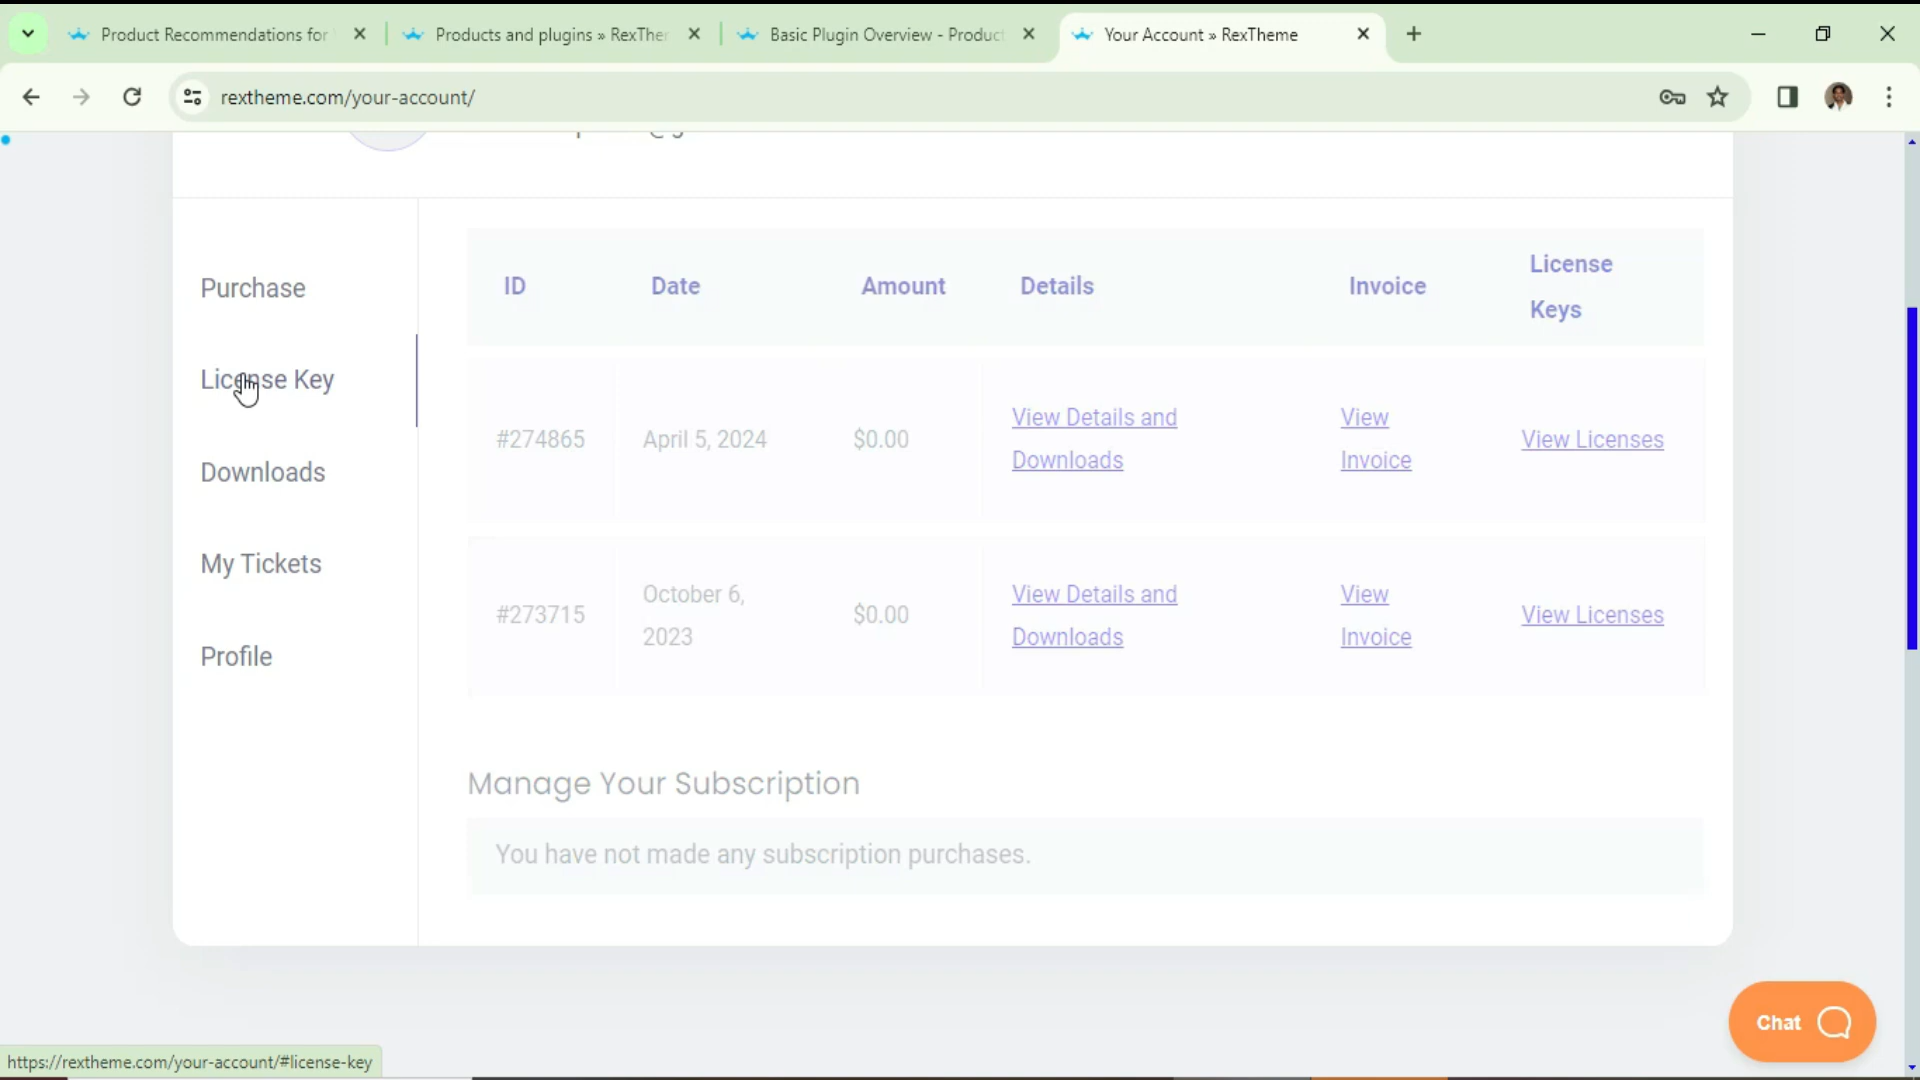 Product Recommendations for
Products and plugins » RexTher
Basic Plugin Overview - Product
Your Account » RexTheme
rextheme.com/your-account/
Purchase
License Key
Downloads
My Tickets
Profile
ID
Date
Amount
Details
Invoice
License
Keys
#274865
April 5, 2024
$0.00
View Details and
Downloads
View
Invoice
View Licenses
#273715
October 6,
2023
$0.00
View Details and
Downloads
View
Invoice
View Licenses
Manage Your Subscription
You have not made any subscription purchases.
Chat
https://rextheme.com/your-account/#license-key